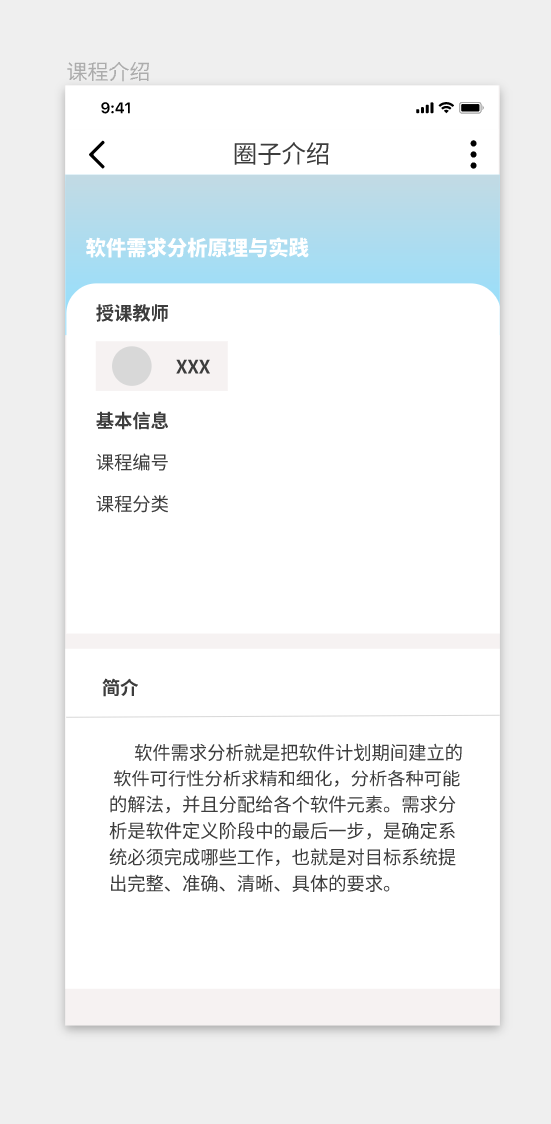 课程介绍
9:41
圈子介绍
软件需求分析原理与实践
授课教师
XXX
基本信息
课程编号
课程分类
简介
软件需求分析就是把软件计划期间建立的
软件可行性分析求精和细化，分析各种可能
的解法，并且分配给各个软件元素。需求分
析是软件定义阶段中的最后一步，是确定系
统必须完成哪些工作，也就是对目标系统提
出完整、准确、清晰、具体的要求。